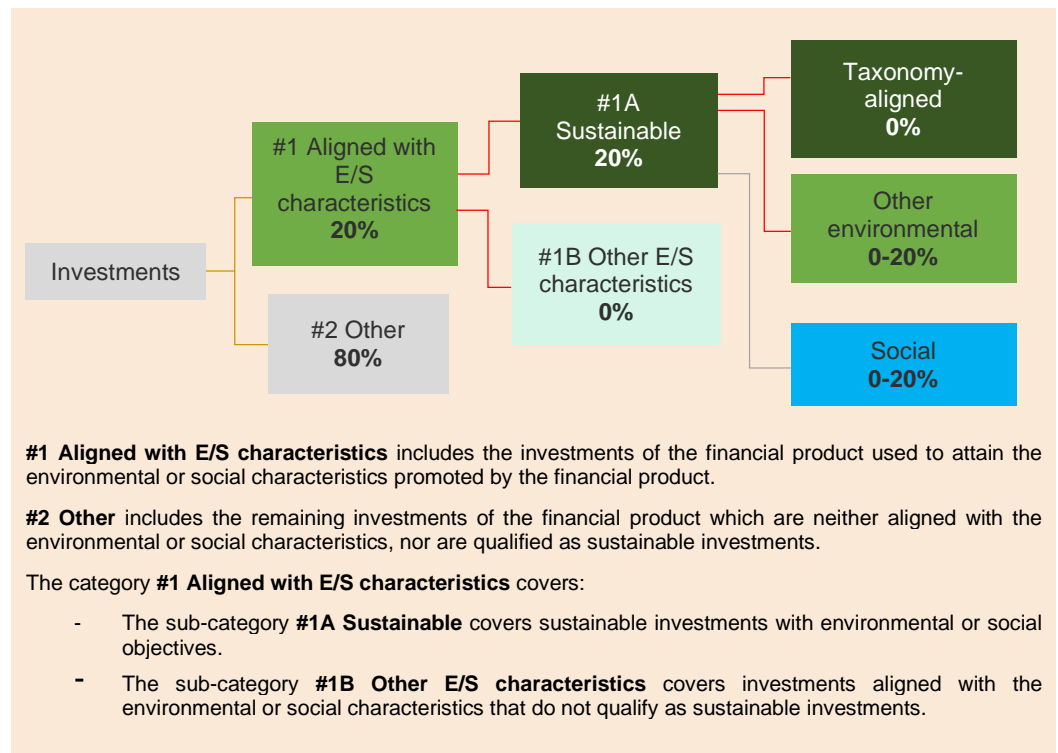 Investments
#1 Aligned with
E/S
characteristics
20%
#2 Other
80%
#1A
Sustainable
20%
#1B Other E/S
characteristics
0%
Taxonomy-
aligned
0%
Other
environmental
0-20%
Social
0-20%
#1 Aligned with E/S characteristics includes the investments of the financial product used to attain the
environmental or social characteristics promoted by the financial product.
#2 Other includes the remaining investments of the financial product which are neither aligned with the
environmental or social characteristics, nor are qualified as sustainable investments.
The category #1 Aligned with E/S characteristics covers:
- The sub-category #1A Sustainable covers sustainable investments with environmental or social
objectives.
- The sub-category #1B Other E/S characteristics covers investments aligned with the
environmental or social characteristics that do not qualify as sustainable investments.